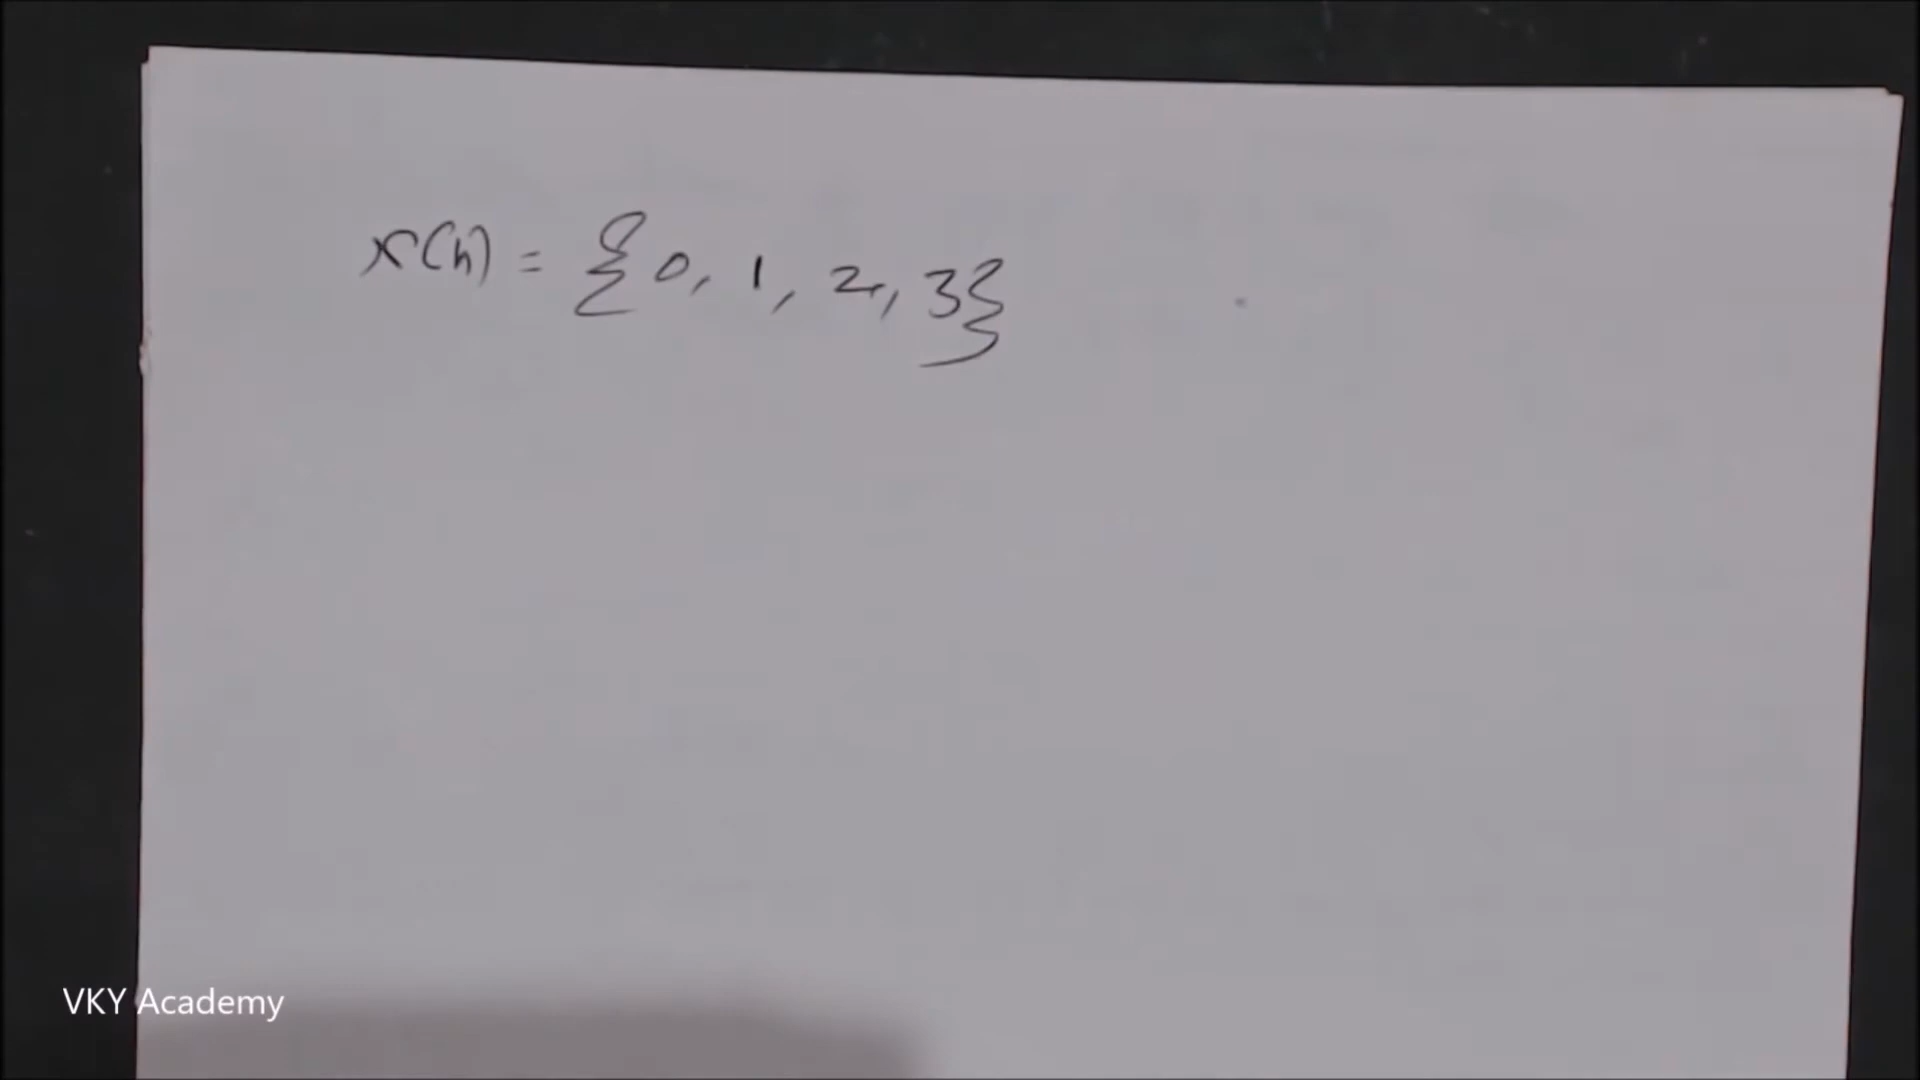 x(n) = {0, 1, 2, 3}
VKY Academy